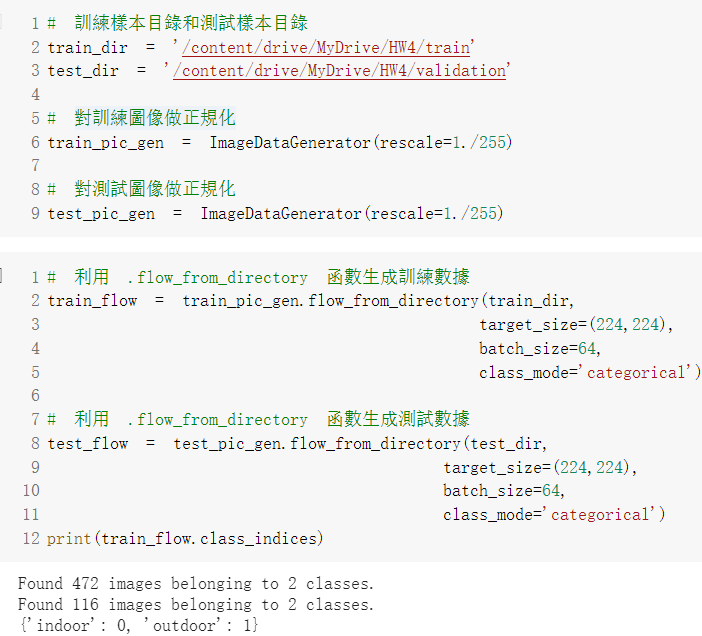 1 # 訓練樣本目錄和測試樣本目錄
2 train_dir = '/content/drive/MyDrive/HW4/train'
3 test_dir = '/content/drive/MyDrive/HW4/validation'
4
5 # 對訓練圖像做正規化
6 train_pic_gen = ImageDataGenerator(rescale=1./255)
7
8 # 對測試圖像做正規化
9 test_pic_gen = ImageDataGenerator(rescale=1./255)
1 # 利用 .flow_from_directory 函數生成訓練數據
2 train_flow = train_pic_gen.flow_from_directory(train_dir,
3 target_size=(224,224),
4 batch_size=64,
5 class_mode='categorical')
6
7 # 利用 .flow_from_directory 函數生成測試數據
8 test_flow = test_pic_gen.flow_from_directory(test_dir,
9 target_size=(224,224),
10 batch_size=64,
11 class_mode='categorical')
12 print(train_flow.class_indices)
Found 472 images belonging to 2 classes.
Found 116 images belonging to 2 classes.
{'indoor': 0, 'outdoor': 1}